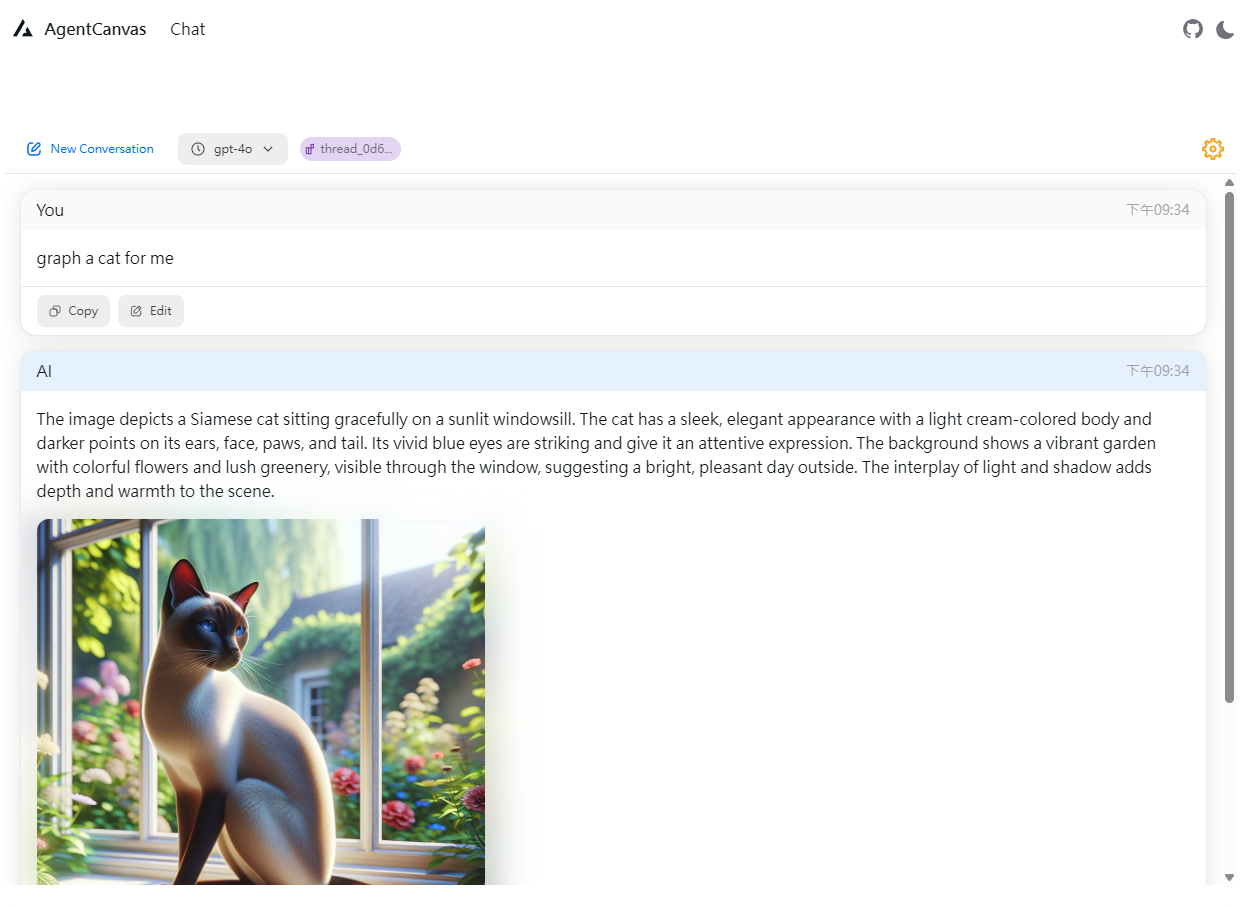 AgentCanvas Chat
New Conversation gpt-4o thread_0d6...
You 下午09:34
graph a cat for me
Copy Edit
AI 下午09:34
The image depicts a Siamese cat sitting gracefully on a sunlit windowsill. The cat has a sleek, elegant appearance with a light cream-colored body and
darker points on its ears, face, paws, and tail. Its vivid blue eyes are striking and give it an attentive expression. The background shows a vibrant garden
with colorful flowers and lush greenery, visible through the window, suggesting a bright, pleasant day outside. The interplay of light and shadow adds
depth and warmth to the scene.